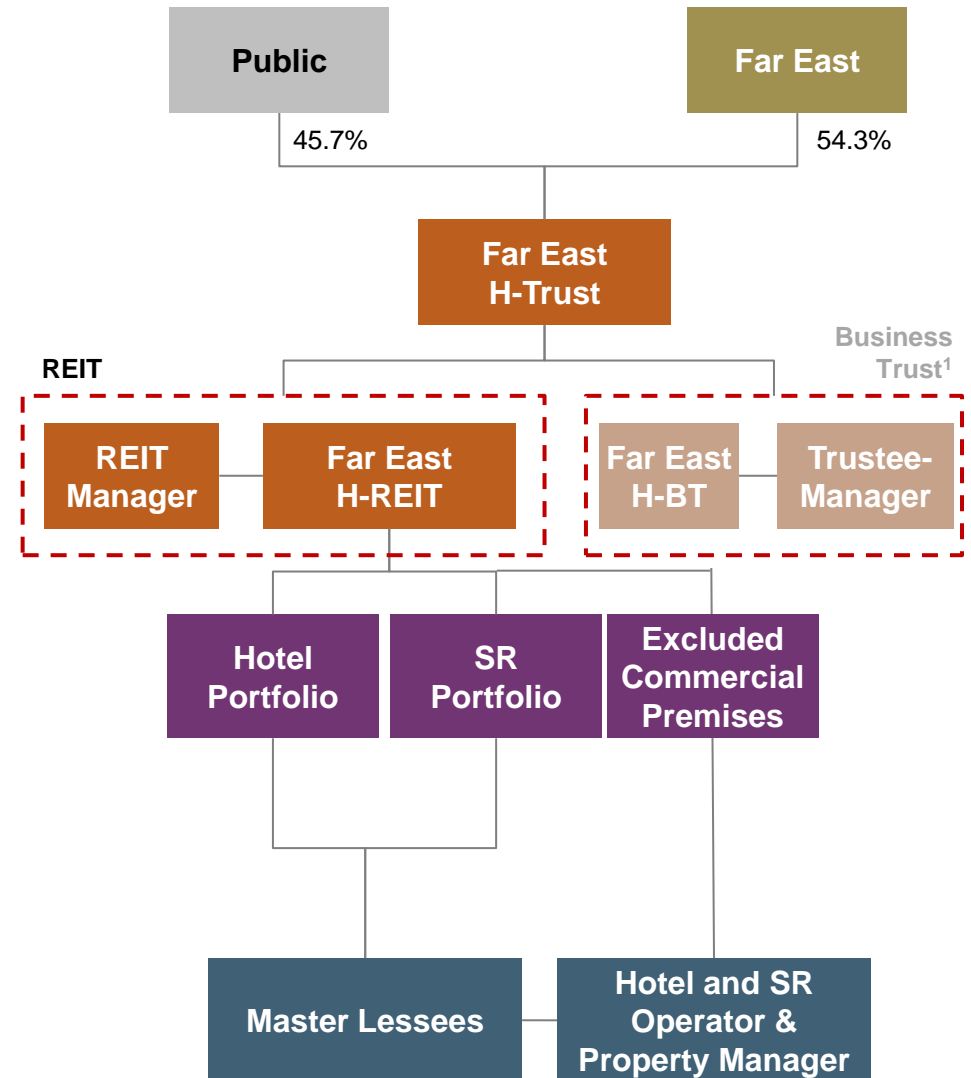 Public
Far East
45.7%
54.3%
Far East
H-Trust
REIT
Business
Trust¹
REIT
Manager
Far East
H-REIT
Far East
H-BT
Trustee-
Manager
Hotel
Portfolio
SR
Portfolio
Excluded
Commercial
Premises
Master Lessees
Hotel and SR
Operator &
Property Manager